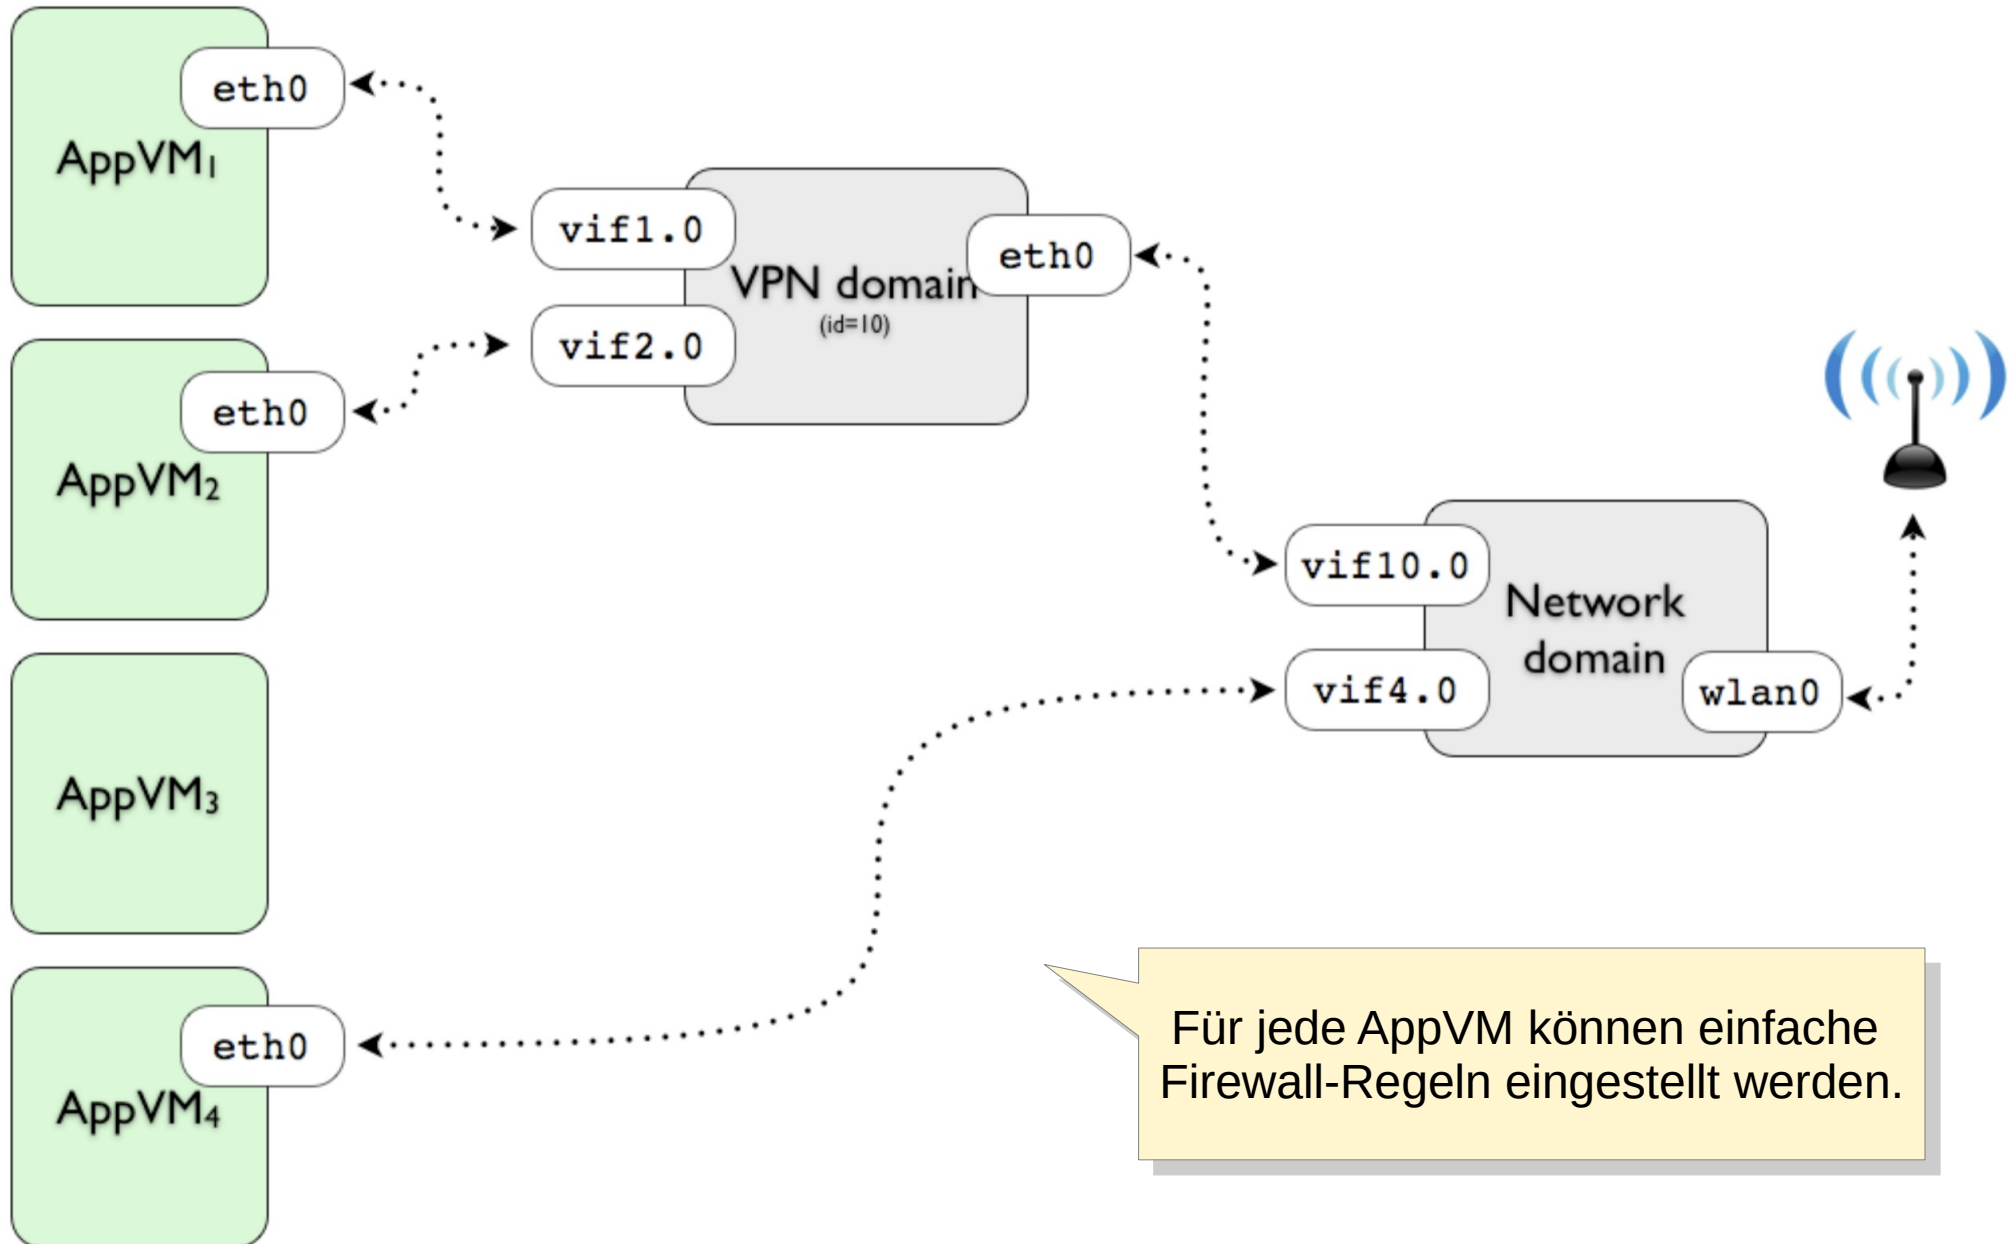 eth0
AppVM1
vif1.0
eth0
VPN domain
(id=10)
vif2.0
eth0
AppVM2
vif10.0
Network
domain
vif4.0
wlan0
AppVM3
eth0
AppVM4
Für jede AppVM können einfache
Firewall-Regeln eingestellt werden.